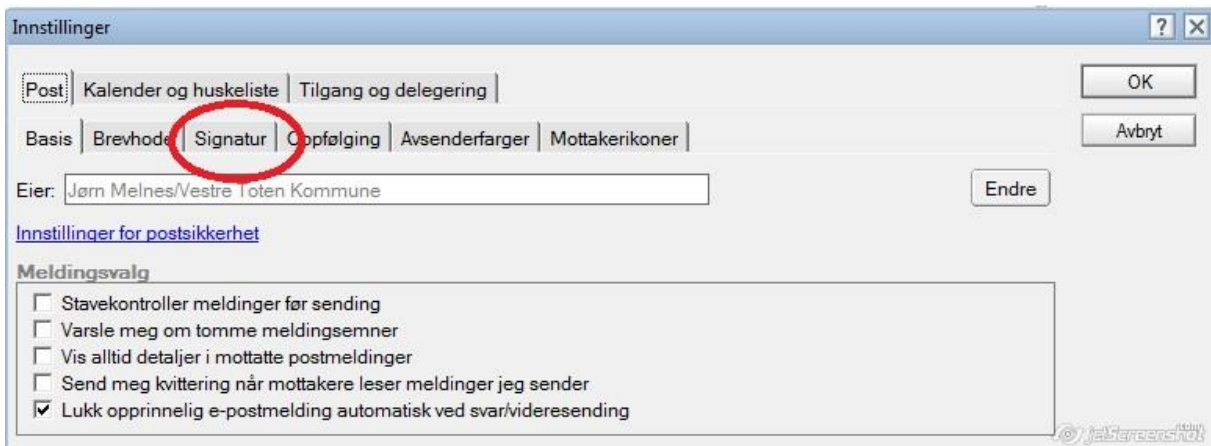 Innstillinger
Post Kalender og huskeliste Tilgang og delegering
OK
Basis Brevhode Signatur Oppfølging Avsenderfarger Mottakerikoner
Avbryt
Eier: Jørn Melnes/Vestre Toten Kommune
Endre
Innstillinger for postsikkerhet
Meldingsvalg
Stavekontroller meldinger før sending
Varsle meg om tomme meldingsemner
Vis alltid detaljer i mottatte postmeldinger
Send meg kvittering når mottakere leser meldinger jeg sender
Lukk opprinnelig e-postmelding automatisk ved svar/videresending
jetScreenshot